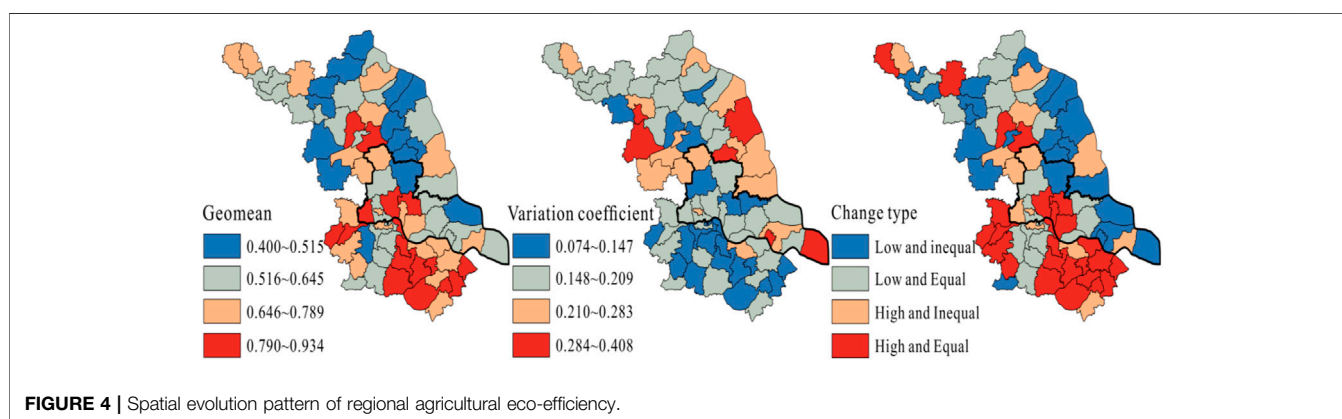 Geomean
0.400~0.515
0.516~0.645
0.646~0.789
0.790~0.934
Variation coefficient
0.074~0.147
0.148~0.209
0.210~0.283
0.284~0.408
Change type
Low and inequal
Low and Equal
High and Inequal
High and Equal
FIGURE 4 | Spatial evolution pattern of regional agricultural eco-efficiency.